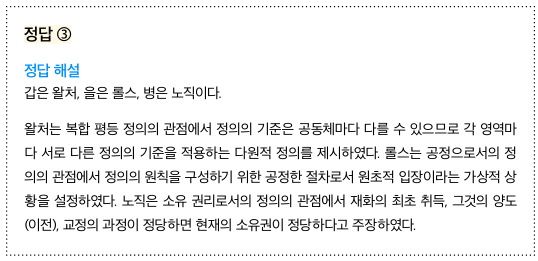 정답 ③
정답 해설
갑은 왈처, 을은 롤스, 병은 노직이다.
왈처는 복합 평등 정의의 관점에서 정의의 기준은 공동체마다 다를 수 있으므로 각 영역마
다 서로 다른 정의의 기준을 적용하는 다원적 정의를 제시하였다. 롤스는 공정으로서의 정
의의 관점에서 정의의 원칙을 구성하기 위한 공정한 절차로서 원초적 입장이라는 가상적 상
황을 설정하였다. 노직은 소유 권리로서의 정의의 관점에서 재화의 최초 취득, 그것의 양도
(이전), 교정의 과정이 정당하면 현재의 소유권이 정당하다고 주장하였다.